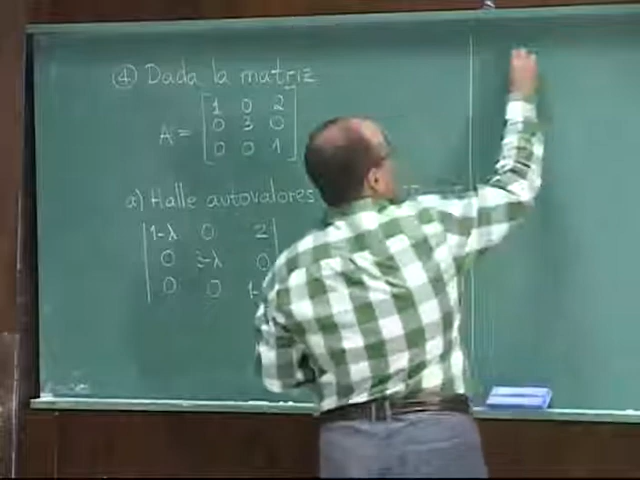 ④ Dada la matriz
1 0 2
A = 0 3 0
0 0 1
a) Halle autovalores
1-λ 0 2
0 3-λ 0
0 0 1-